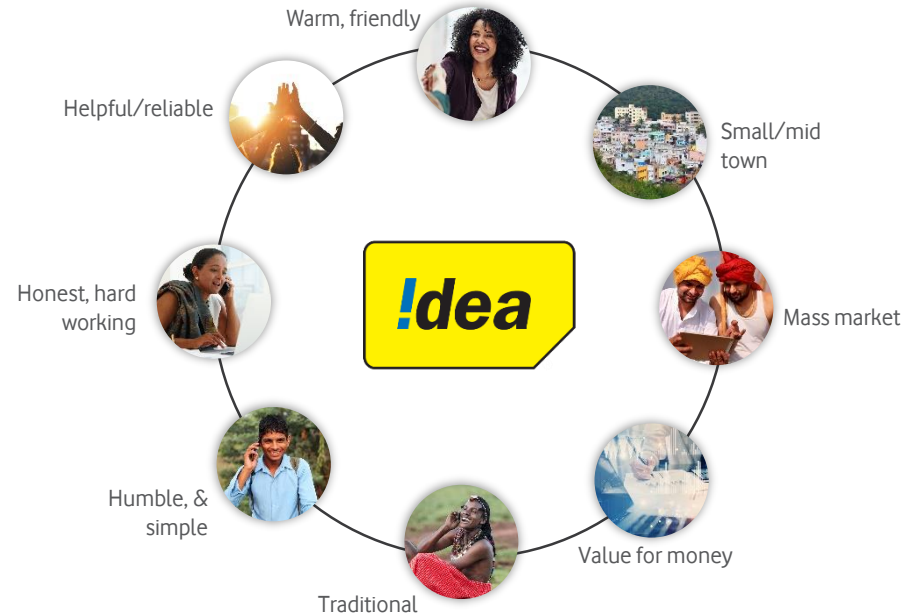 Warm, friendly
Helpful/reliable
Small/mid
town
Honest, hard
working
!dea
Mass market
Humble, &
simple
Value for money
Traditional